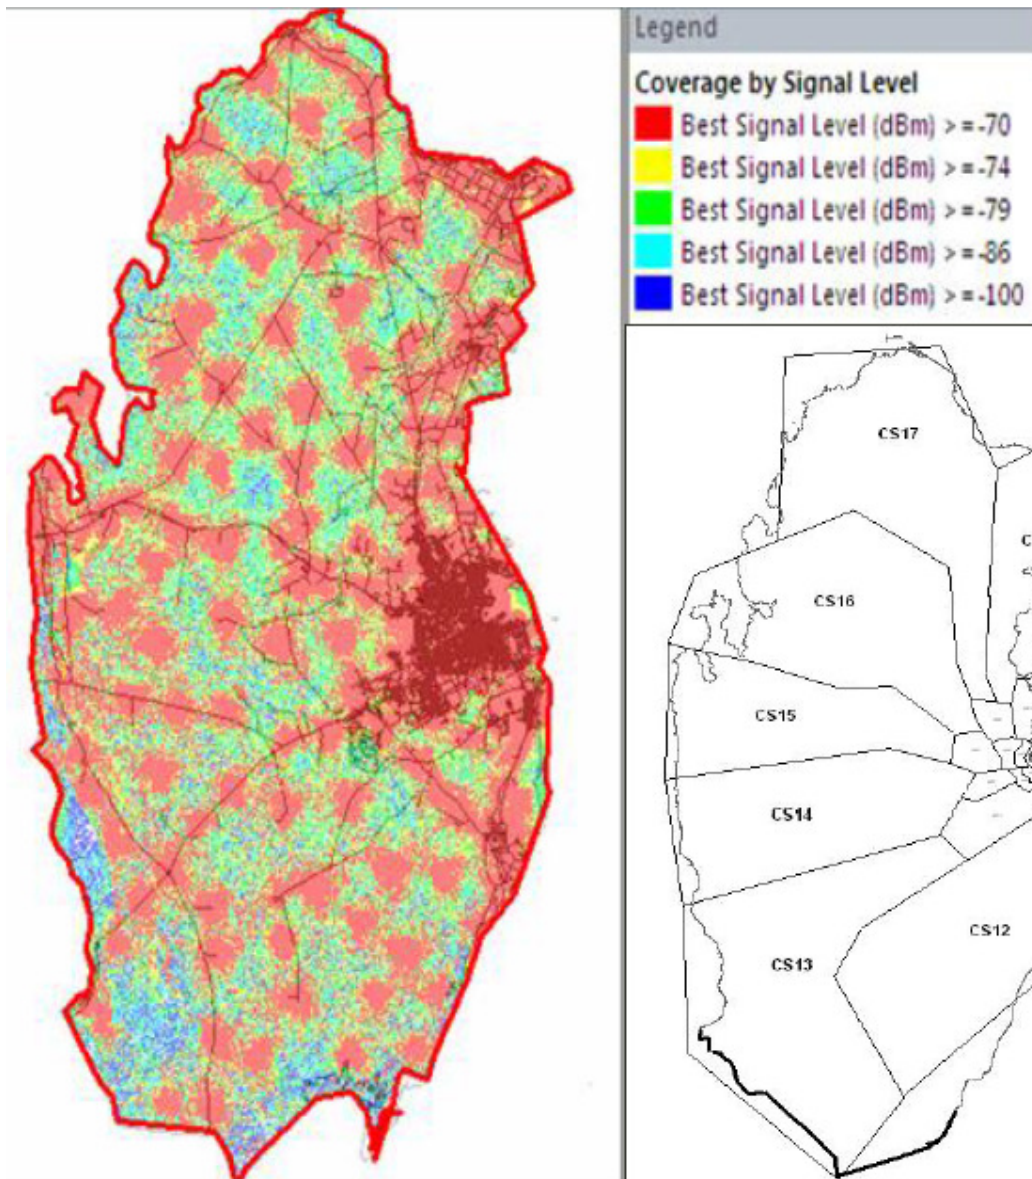 Legend
Coverage by Signal Level
Best Signal Level (dBm) >=-70
Best Signal Level (dBm) >=-74
Best Signal Level (dBm) >=-79
Best Signal Level (dBm) >=-86
Best Signal Level (dBm) >=-100
CS17
CS16
CS15
CS14
CS12
CS13